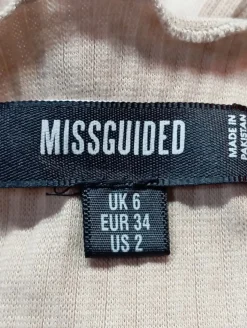 MISSGUIDED
MADE IN
PAKISTAN
UK 6
EUR 34
US 2